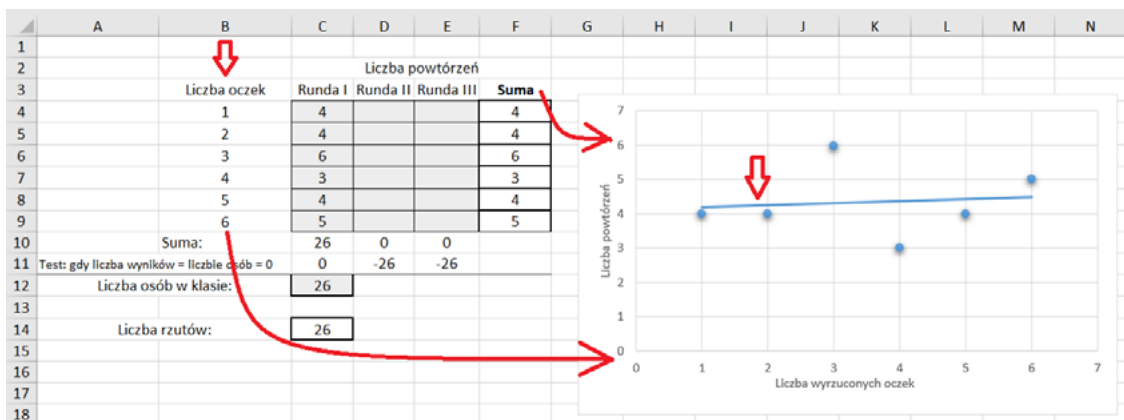 A B C D E F G H I J K L M N
1
2 Liczba powtórzeń
3 Liczba oczek Runda I Runda II Runda III Suma
4 1 4 4
5 2 4 4
6 3 6 6
7 4 3 3
8 5 4 4
9 6 5 5
10 Suma: 26 0 0
11 Test: gdy liczba wyników = liczbie osób = 0 0 -26 -26
12 Liczba osób w klasie: 26
13
14 Liczba rzutów: 26
15
16
17
18
Liczba powtórzeń
7
6
5
4
3
2
1
0
0 1 2 3 4 5 6 7
Liczba wyrzuconych oczek